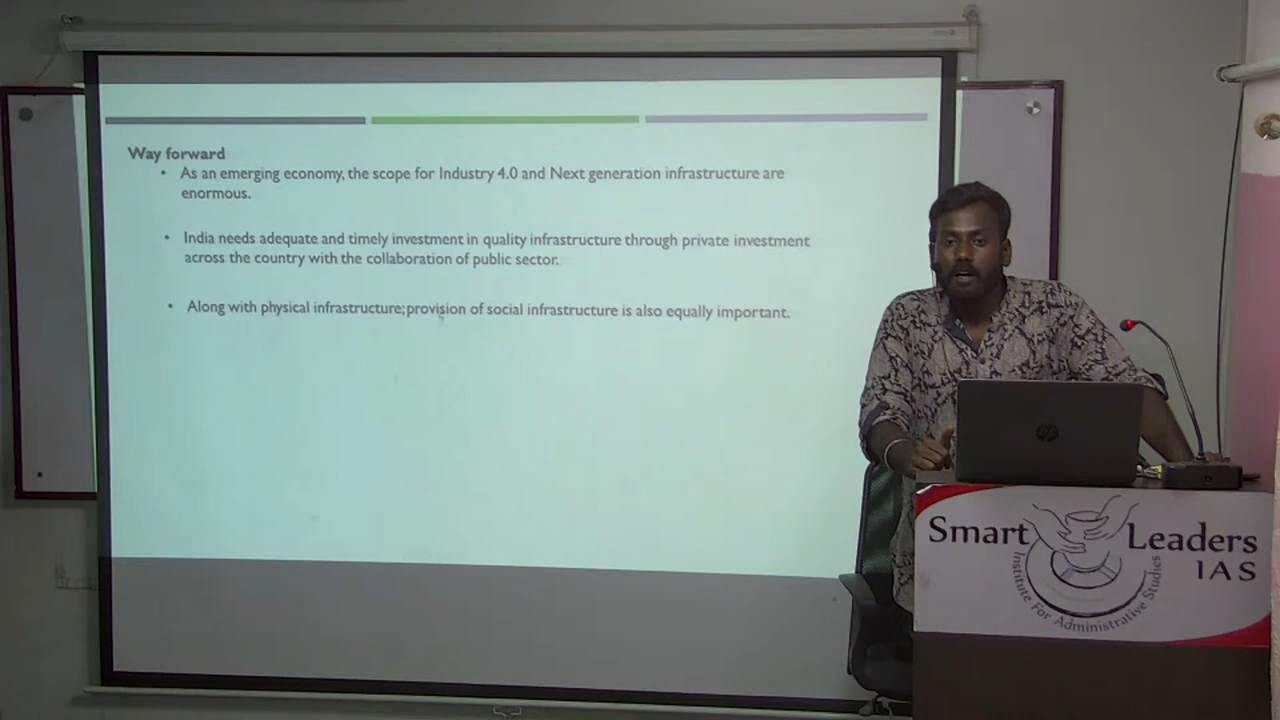 Way forward
• As an emerging economy, the scope for Industry 4.0 and Next generation infrastructure are
enormous.
• India needs adequate and timely investment in quality infrastructure through private investment
across the country with the collaboration of public sector.
• Along with physical infrastructure; provision of social infrastructure is also equally important.
hp
Smart Leaders
IAS
Institute For Administrative Studies